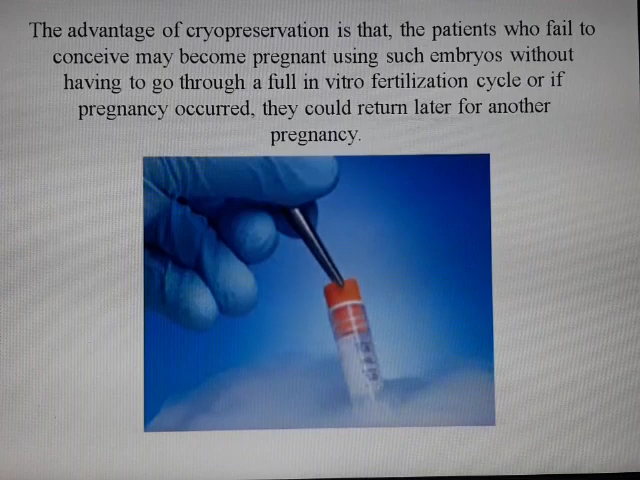 The advantage of cryopreservation is that, the patients who fail to
conceive may become pregnant using such embryos without
having to go through a full in vitro fertilization cycle or if
pregnancy occurred, they could return later for another
pregnancy.